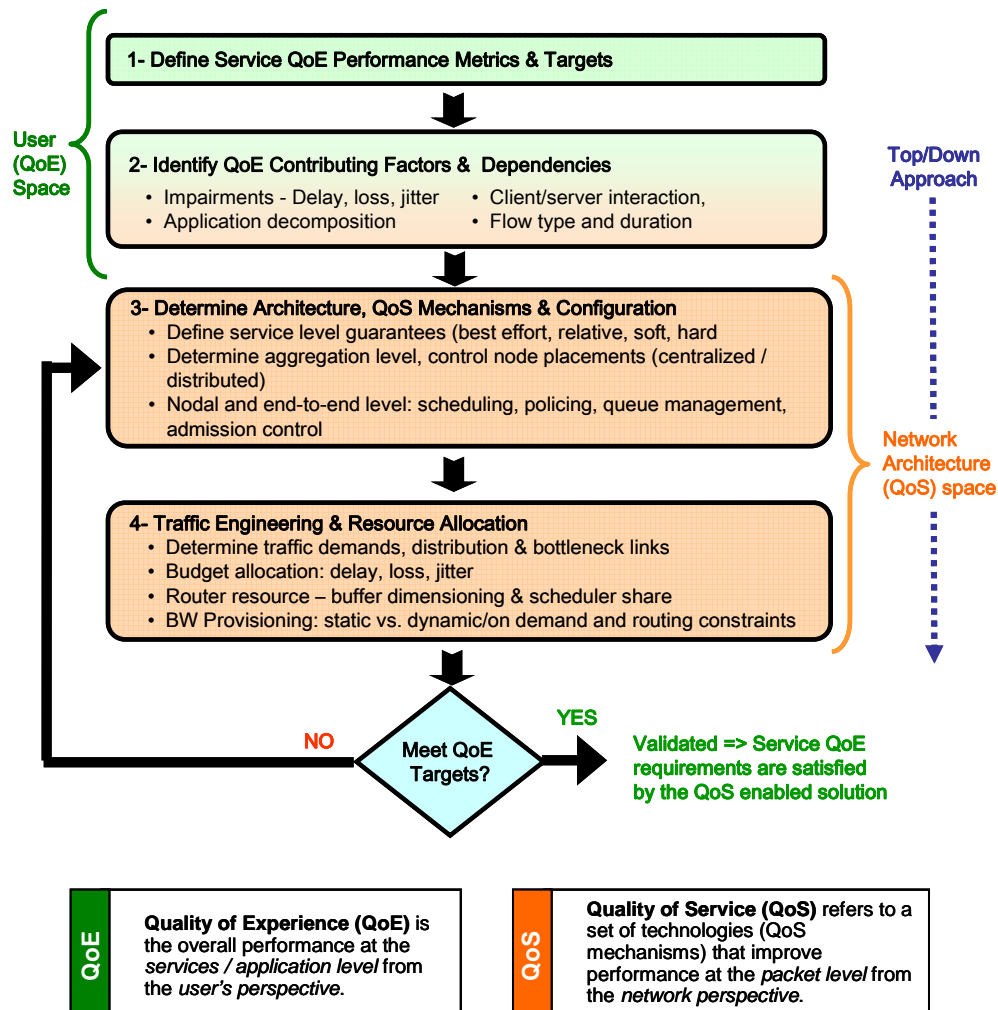 1- Define Service QoE Performance Metrics & Targets
User
(QoE)
Space
2- Identify QoE Contributing Factors & Dependencies
• Impairments - Delay, loss, jitter
• Application decomposition
• Client/server interaction,
• Flow type and duration
Top/Down
Approach
3- Determine Architecture, QoS Mechanisms & Configuration
• Define service level guarantees (best effort, relative, soft, hard
• Determine aggregation level, control node placements (centralized /
distributed)
• Nodal and end-to-end level: scheduling, policing, queue management,
admission control
Network
Architecture
(QoS) space
4- Traffic Engineering & Resource Allocation
• Determine traffic demands, distribution & bottleneck links
• Budget allocation: delay, loss, jitter
• Router resource – buffer dimensioning & scheduler share
• BW Provisioning: static vs. dynamic/on demand and routing constraints
NO
Meet QoE
Targets?
YES
Validated => Service QoE
requirements are satisfied
by the QoS enabled solution
QoE
Quality of Experience (QoE) is
the overall performance at the
services / application level from
the user's perspective.
QoS
Quality of Service (QoS) refers to a
set of technologies (QoS
mechanisms) that improve
performance at the packet level from
the network perspective.